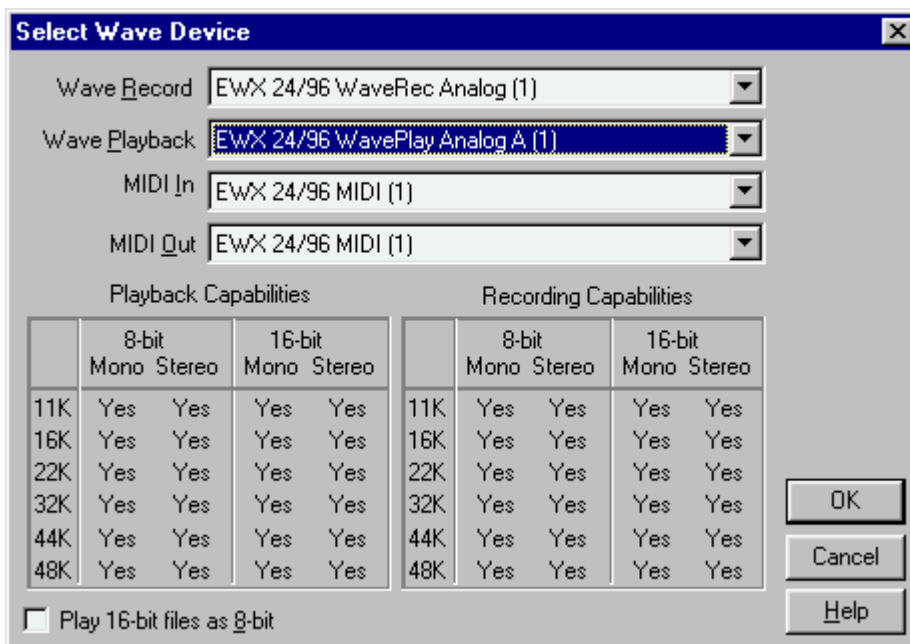 Select Wave Device
Wave Record EWX 24/96 WaveRec Analog (1)
Wave Playback EWX 24/96 WavePlay Analog A (1)
MIDI In EWX 24/96 MIDI (1)
MIDI Out EWX 24/96 MIDI (1)
Playback Capabilities Recording Capabilities
8-bit 16-bit 8-bit 16-bit
Mono Stereo Mono Stereo Mono Stereo Mono Stereo
11K Yes Yes Yes Yes 11K Yes Yes Yes Yes
16K Yes Yes Yes Yes 16K Yes Yes Yes Yes
22K Yes Yes Yes Yes 22K Yes Yes Yes Yes
32K Yes Yes Yes Yes 32K Yes Yes Yes Yes
44K Yes Yes Yes Yes 44K Yes Yes Yes Yes
48K Yes Yes Yes Yes 48K Yes Yes Yes Yes
OK
Cancel
Help
Play 16-bit files as 8-bit